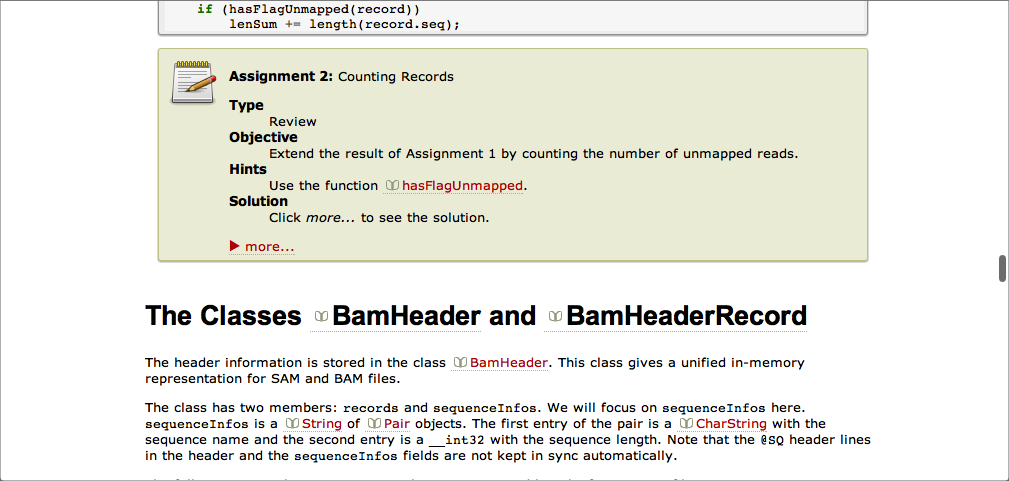 if (hasFlagUnmapped(record))
lenSum += length(record.seq);
Assignment 2: Counting Records
Type
Review
Objective
Extend the result of Assignment 1 by counting the number of unmapped reads.
Hints
Use the function hasFlagUnmapped.
Solution
Click more... to see the solution.
more...
The Classes BamHeader and BamHeaderRecord
The header information is stored in the class BamHeader. This class gives a unified in-memory
representation for SAM and BAM files.
The class has two members: records and sequenceInfos. We will focus on sequenceInfos here.
sequenceInfos is a String of Pair objects. The first entry of the pair is a CharString with the
sequence name and the second entry is a __int32 with the sequence length. Note that the @SQ header lines
in the header and the sequenceInfos fields are not kept in sync automatically.